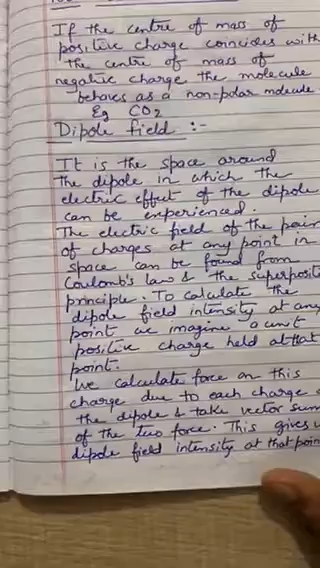 If the centre of mass of
positive charge coincides with
the centre of mass of
negative charge the molecule
behaves as a non-polar molecule.
Eg CO2
Dipole field :-
It is the space around
the dipole in which the
electric effect of the dipole
can be experienced.
The electric field of the pair
of charges at any point in
space can be found from
Coulomb's law & the superposit
principle. To calculate the
dipole field intensity at any
point we imagine a unit
positive charge held at that
point.
We calculate force on this
charge due to each charge
the dipole & take vector sum
of the two force. This gives
dipole field intensity at that poin